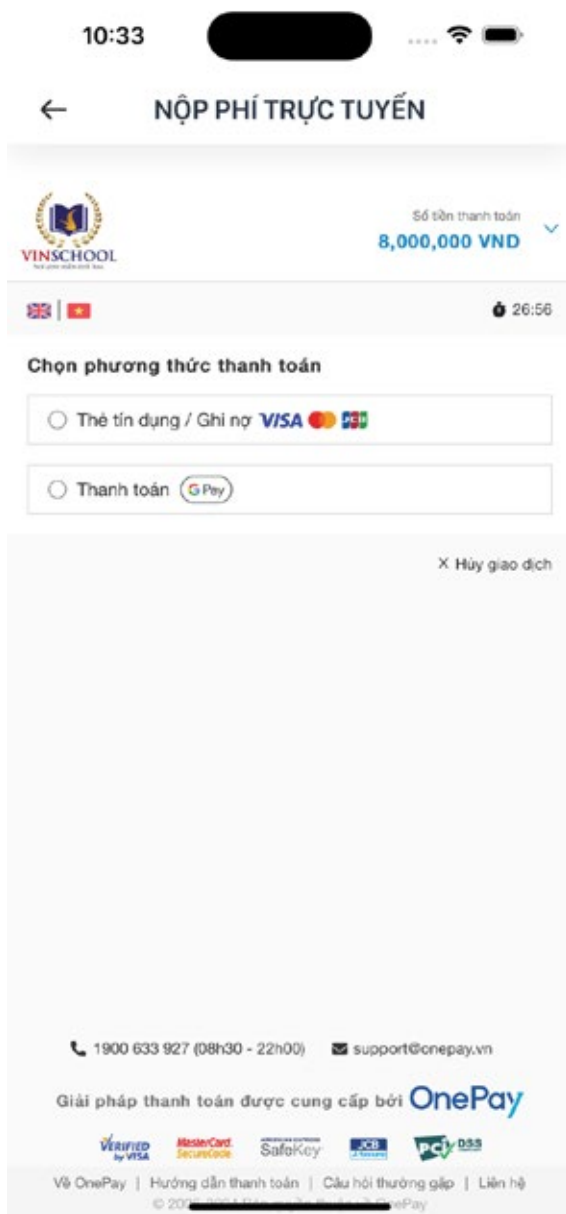 10:33
NỘP PHÍ TRỰC TUYẾN
Số tiền thanh toán
8,000,000 VND
VINSCHOOL
26:56
Chọn phương thức thanh toán
Thẻ tín dụng / Ghi nợ VISA JCB
Thanh toán G Pay
X Hủy giao dịch
1900 633 927 (08h30 - 22h00) support@onepay.vn
Giải pháp thanh toán được cung cấp bởi OnePay
VERIFIED by VISA MasterCard. SecureCode SafeKey JCB J/Secure PCI DSS
Về OnePay | Hướng dẫn thanh toán | Câu hỏi thường gặp | Liên hệ